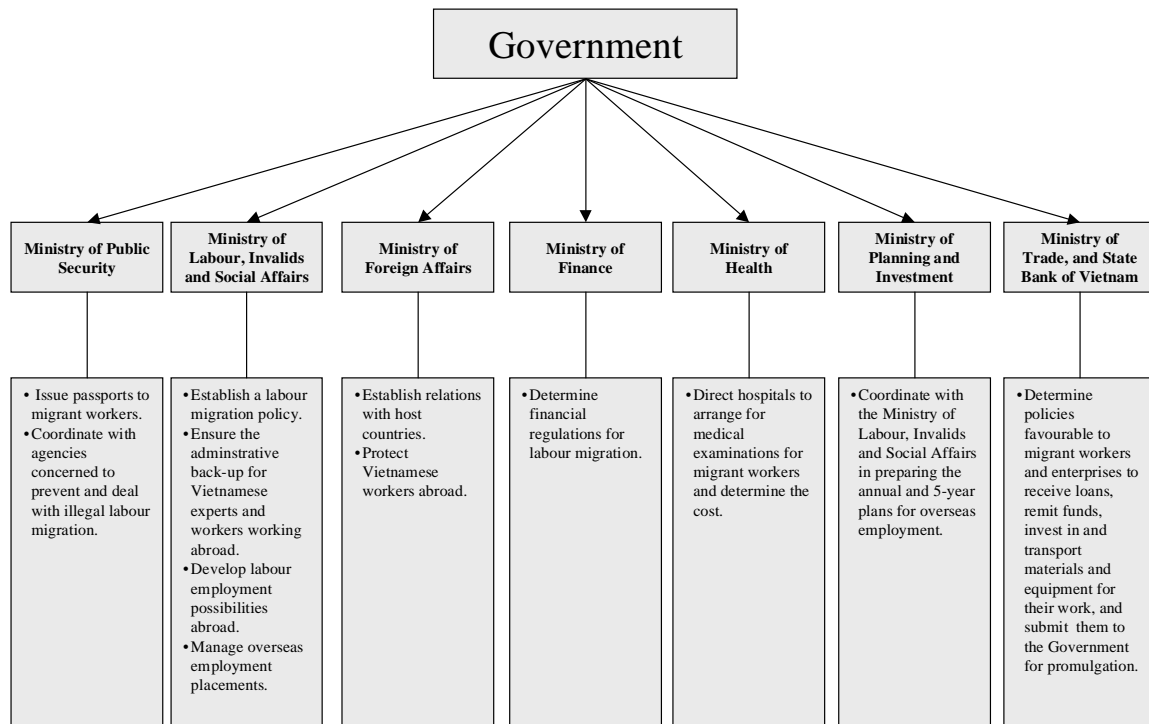 Government
Ministry of Public
Security
Ministry of
Labour, Invalids
and Social Affairs
Ministry of
Foreign Affairs
Ministry of
Finance
Ministry of
Health
Ministry of
Planning and
Investment
Ministry of
Trade, and State
Bank of Vietnam
• Issue passports to
migrant workers.
• Coordinate with
agencies
concerned to
prevent and deal
with illegal labour
migration.
• Establish a labour
migration policy.
• Ensure the
adminstrative
back-up for
Vietnamese
experts and
workers working
abroad.
• Develop labour
employment
possibilities
abroad.
• Manage overseas
employment
placements.
• Establish relations
with host
countries.
• Protect
Vietnamese
workers abroad.
• Determine
financial
regulations for
labour migration.
• Direct hospitals to
arrange for
medical
examinations for
migrant workers
and determine the
cost.
• Coordinate with
the Ministry of
Labour, Invalids
and Social Affairs
in preparing the
annual and 5-year
plans for overseas
employment.
• Determine
policies
favourable to
migrant workers
and enterprises to
receive loans,
remit funds,
invest in and
transport
materials and
equipment for
their work, and
submit them to
the Government
for promulgation.